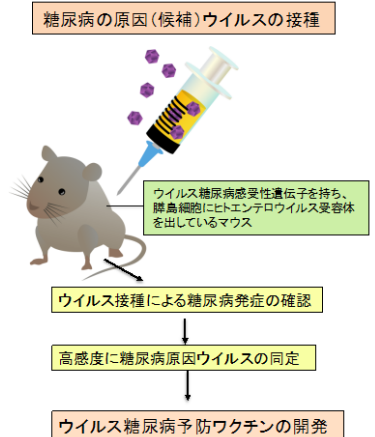 糖尿病の原因(候補)ウイルスの接種
ウイルス糖尿病感受性遺伝子を持ち、
膵島細胞にヒトエンテロウイルス受容体
を出しているマウス
ウイルス接種による糖尿病発症の確認
高感度に糖尿病原因ウイルスの同定
ウイルス糖尿病予防ワクチンの開発